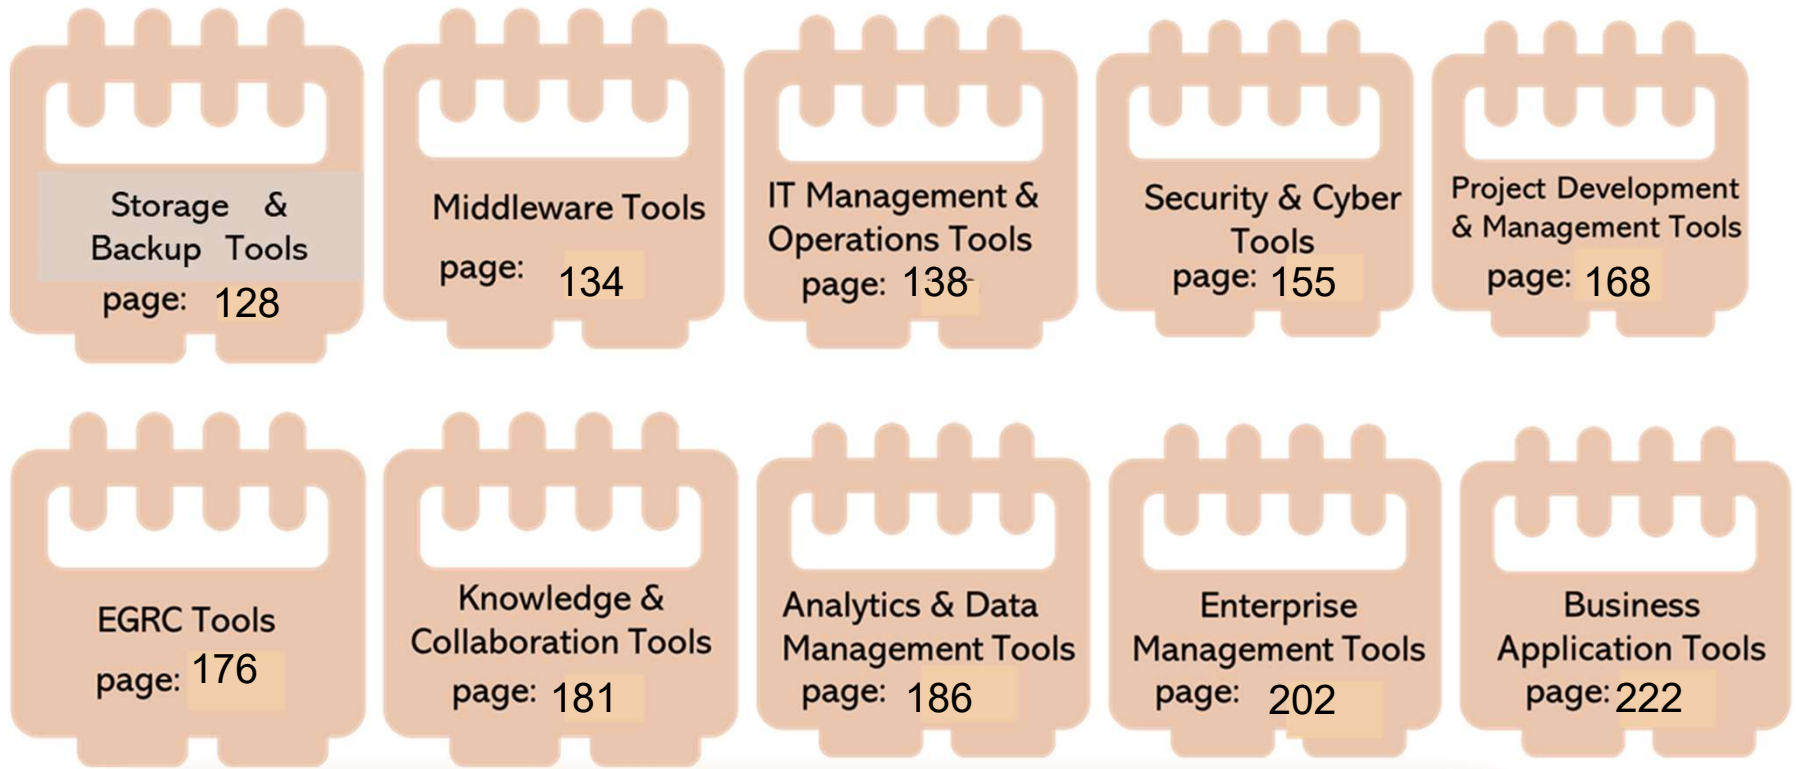 Storage & 
Backup Tools
page: 128
Middleware Tools
page: 134
IT Management &
Operations Tools
page: 138
Security & Cyber
Tools
page: 155
Project Development
& Management Tools
page: 168
EGRC Tools
page: 176
Knowledge &
Collaboration Tools
page: 181
Analytics & Data
Management Tools
page: 186
Enterprise
Management Tools
page: 202
Business
Application Tools
page: 222